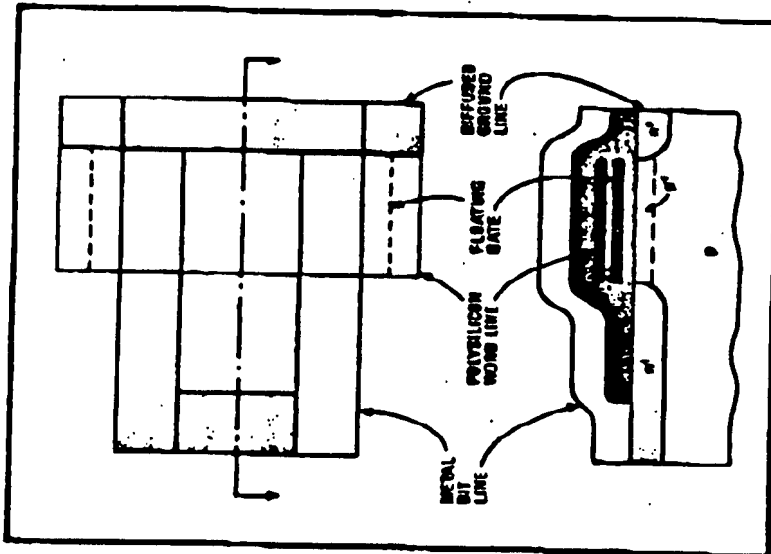 DIFFUSED
GROUND
LINE
FLOATING
GATE
POLYSILICON
WORD LINE
METAL
BIT
LINE
n+
n+
P